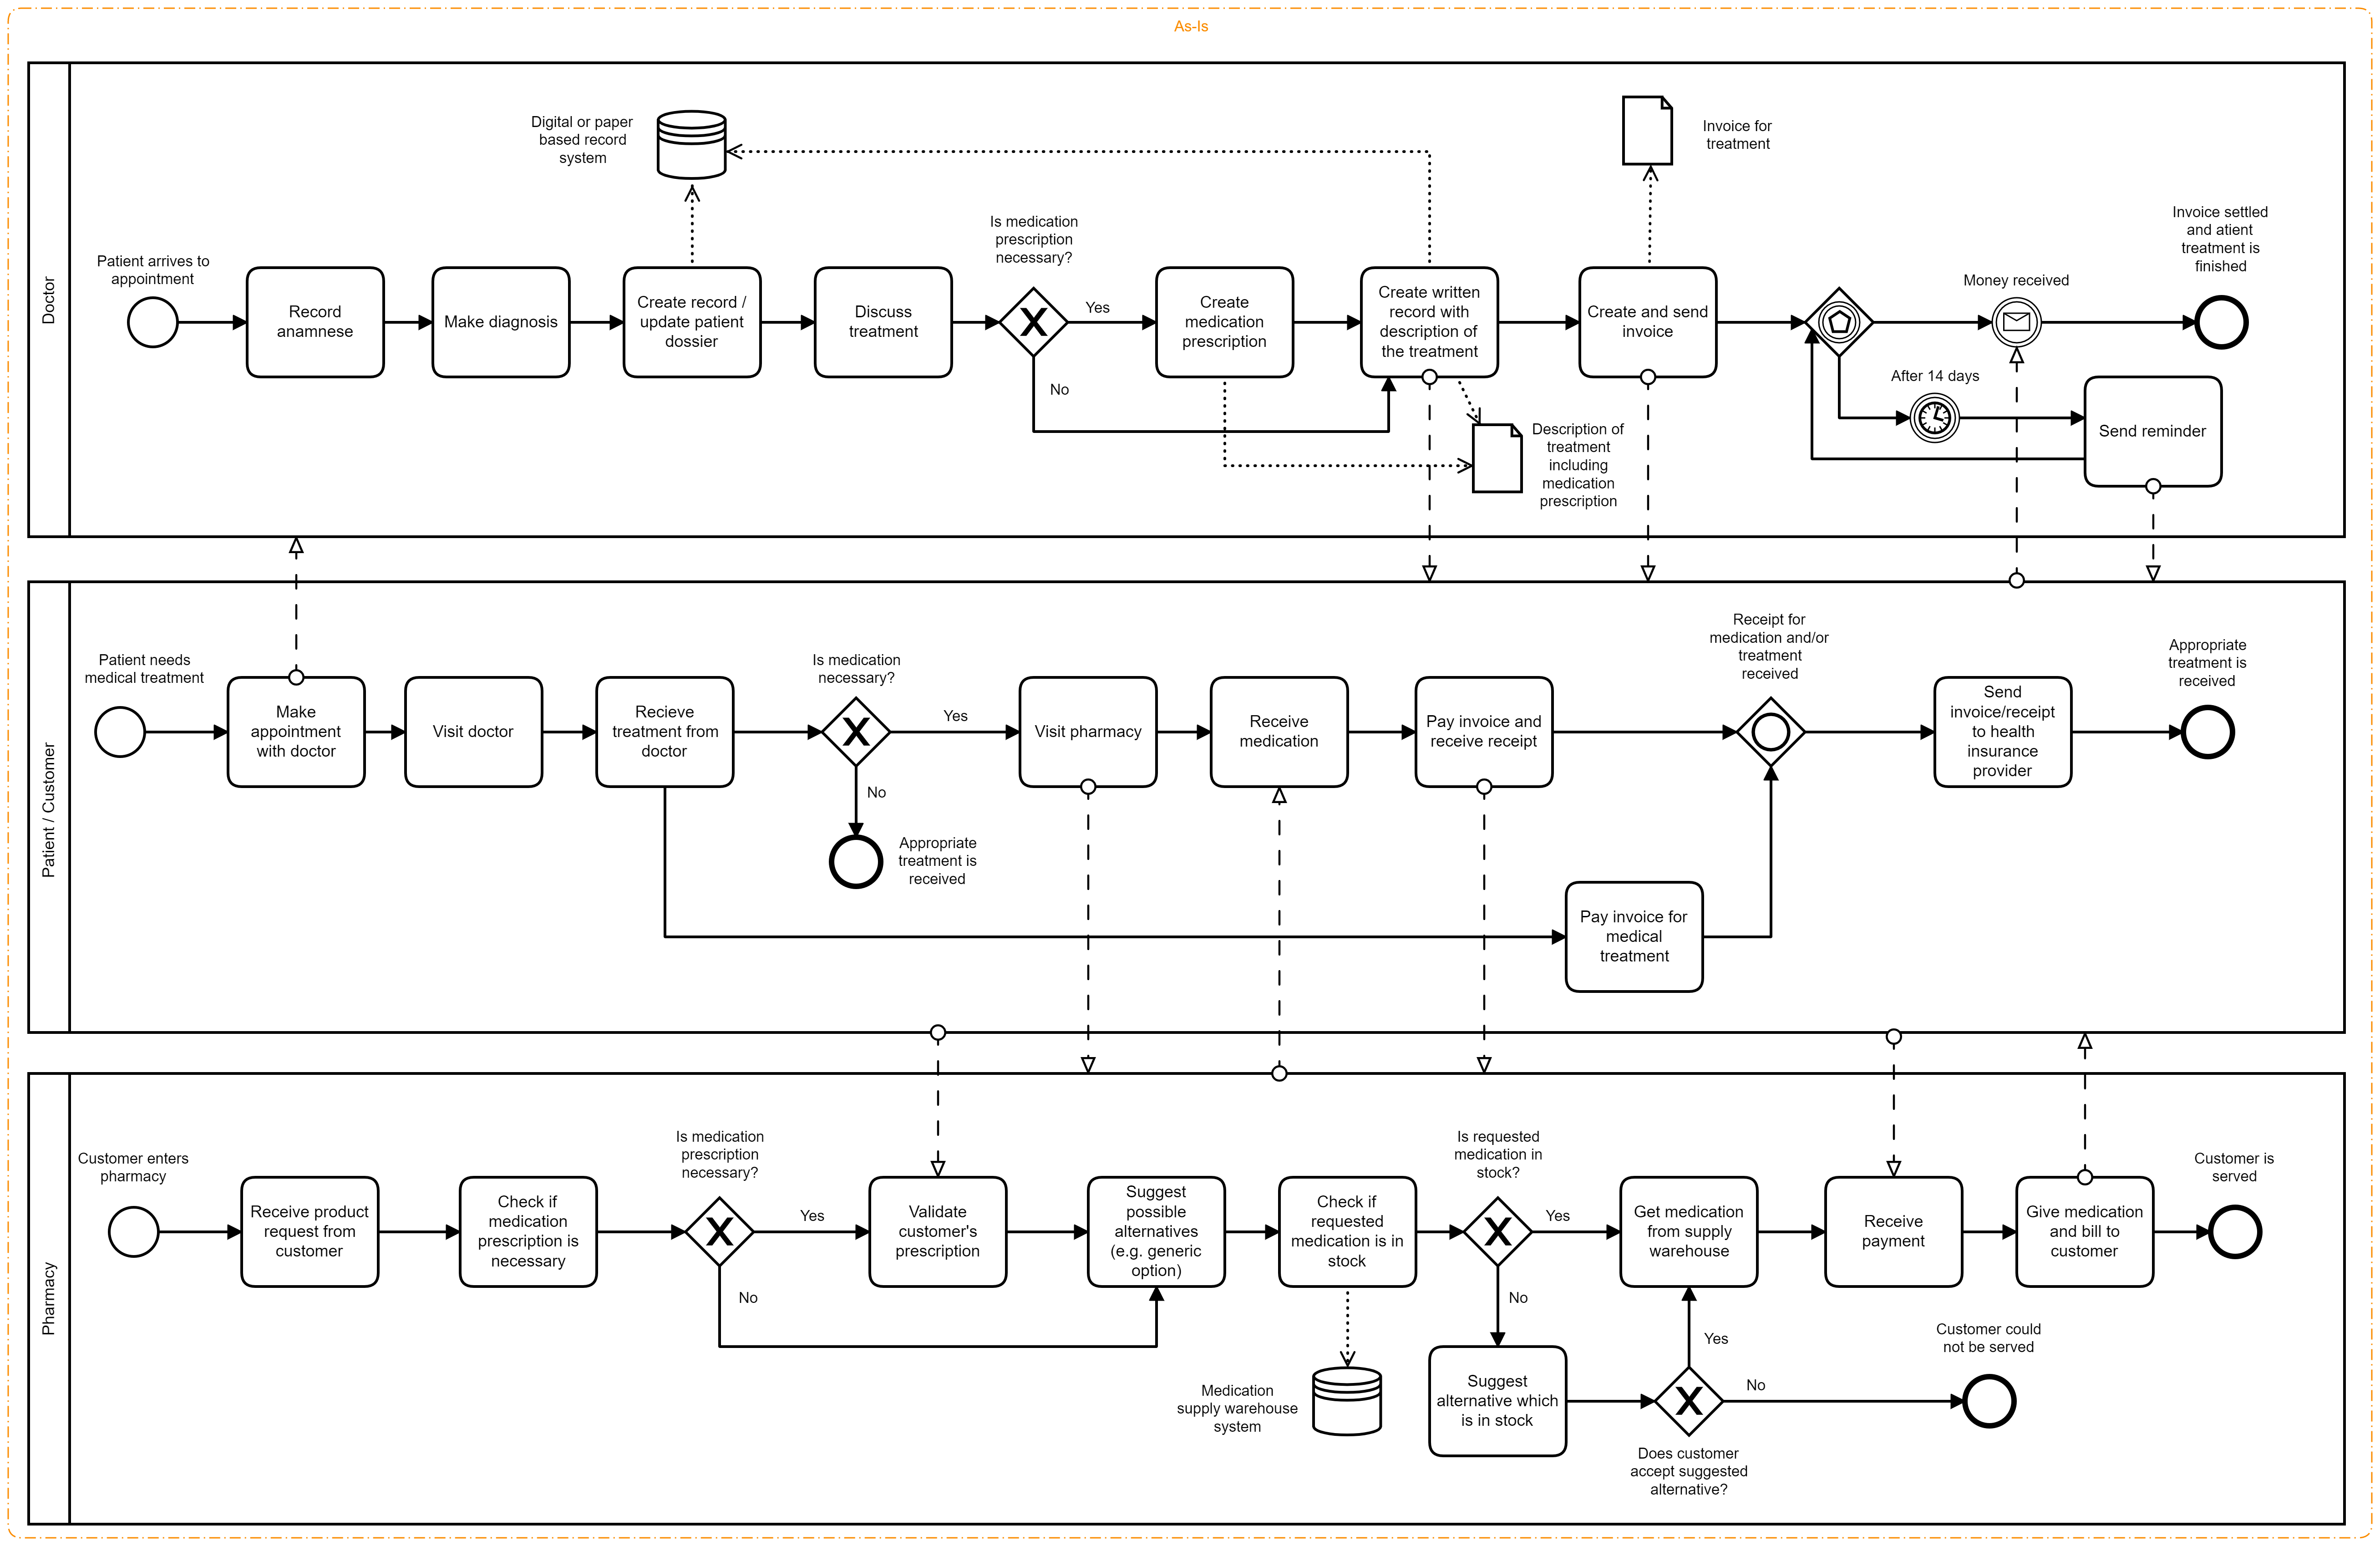 As-Is
Doctor
Digital or paper
based record
system
Invoice for
treatment
Patient arrives to
appointment
Record
anamnese
Make diagnosis
Create record /
update patient
dossier
Discuss
treatment
Is medication
prescription
necessary?
Yes
No
Create
medication
prescription
Create written
record with
description of
the treatment
Description of
treatment
including
medication
prescription
Create and send
invoice
Money received
After 14 days
Send reminder
Invoice settled
and atient
treatment is
finished
Patient / Customer
Patient needs
medical treatment
Make
appointment
with doctor
Visit doctor
Recieve
treatment from
doctor
Is medication
necessary?
Yes
No
Appropriate
treatment is
received
Visit pharmacy
Receive
medication
Pay invoice and
receive receipt
Pay invoice for
medical
treatment
Receipt for
medication and/or
treatment
received
Send
invoice/receipt
to health
insurance
provider
Appropriate
treatment is
received
Pharmacy
Customer enters
pharmacy
Receive product
request from
customer
Check if
medication
prescription is
necessary
Is medication
prescription
necessary?
Yes
No
Validate
customer's
prescription
Suggest
possible
alternatives
(e.g. generic
option)
Check if
requested
medication is in
stock
Medication
supply warehouse
system
Is requested
medication in
stock?
Yes
No
Suggest
alternative which
is in stock
Does customer
accept suggested
alternative?
Yes
No
Get medication
from supply
warehouse
Receive
payment
Give medication
and bill to
customer
Customer is
served
Customer could
not be served